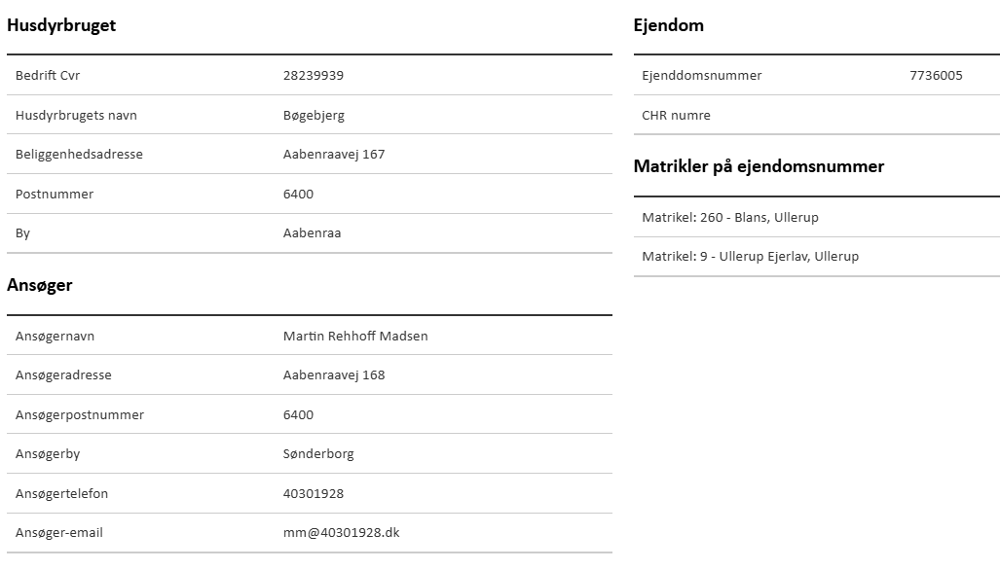 Husdyrbruget
Bedrift Cvr 28239939
Husdyrbrugets navn Bøgebjerg
Beliggenhedsadresse Aabenraavej 167
Postnummer 6400
By Aabenraa
Ansøger
Ansøgernavn Martin Rehhoff Madsen
Ansøgeradresse Aabenraavej 168
Ansøgerpostnummer 6400
Ansøgerby Sønderborg
Ansøgertelefon 40301928
Ansøger-email mm@40301928.dk
Ejendom
Ejenddomsnummer 7736005
CHR numre
Matrikler på ejendomsnummer
Matrikel: 260 - Blans, Ullerup
Matrikel: 9 - Ullerup Ejerlav, Ullerup